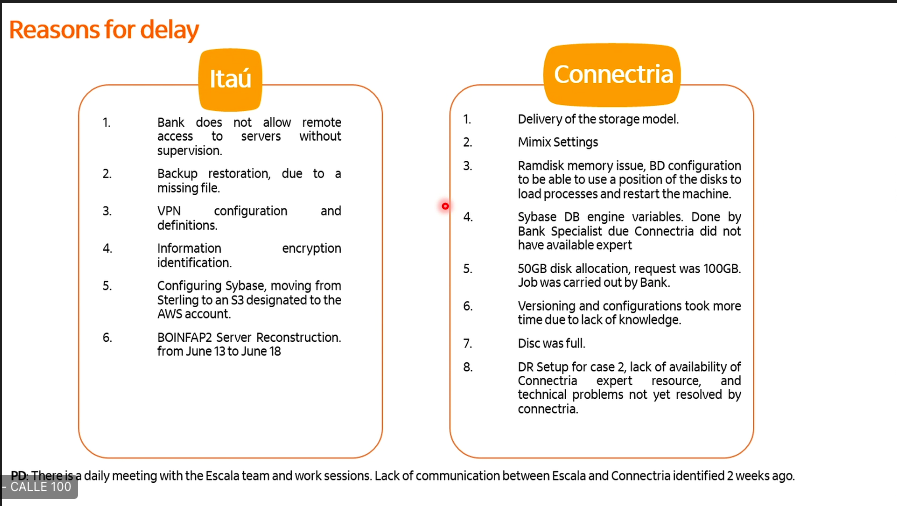 Reasons for delay
Itaú
1. Bank does not allow remote
access to servers without
supervision.
2. Backup restoration, due to a
missing file.
3. VPN configuration and
definitions.
4. Information encryption
identification.
5. Configuring Sybase, moving from
Sterling to an S3 designated to the
AWS account.
6. BOINFAP2 Server Reconstruction.
from June 13 to June 18
Connectria
1. Delivery of the storage model.
2. Mimix Settings
3. Ramdisk memory issue, BD configuration
to be able to use a position of the disks to
load processes and restart the machine.
4. Sybase DB engine variables. Done by
Bank Specialist due Connectria did not
have available expert
5. 50GB disk allocation, request was 100GB.
Job was carried out by Bank.
6. Versioning and configurations took more
time due to lack of knowledge.
7. Disc was full.
8. DR Setup for case 2, lack of availability of
Connectria expert resource, and
technical problems not yet resolved by
connectria.
PD: There is a daily meeting with the Escala team and work sessions. Lack of communication between Escala and Connectria identified 2 weeks ago.
- CALLE 100